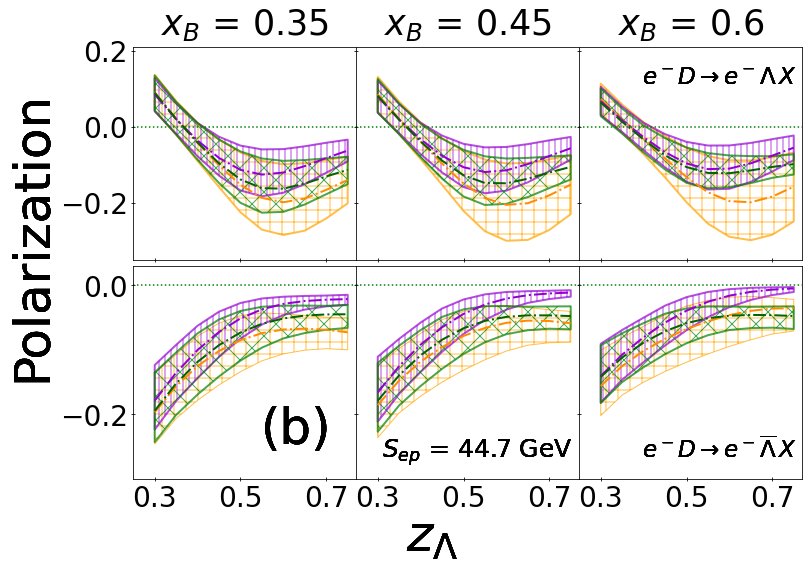 x_B = 0.35 x_B = 0.45 x_B = 0.6
Polarization
0.2
0.0
−0.2
e⁻D→e⁻ΛX
0.0
−0.2
(b)
S_ep = 44.7 GeV
e⁻D→e⁻Λ̅X
0.3 0.5 0.7 0.3 0.5 0.7 0.3 0.5 0.7
z_Λ